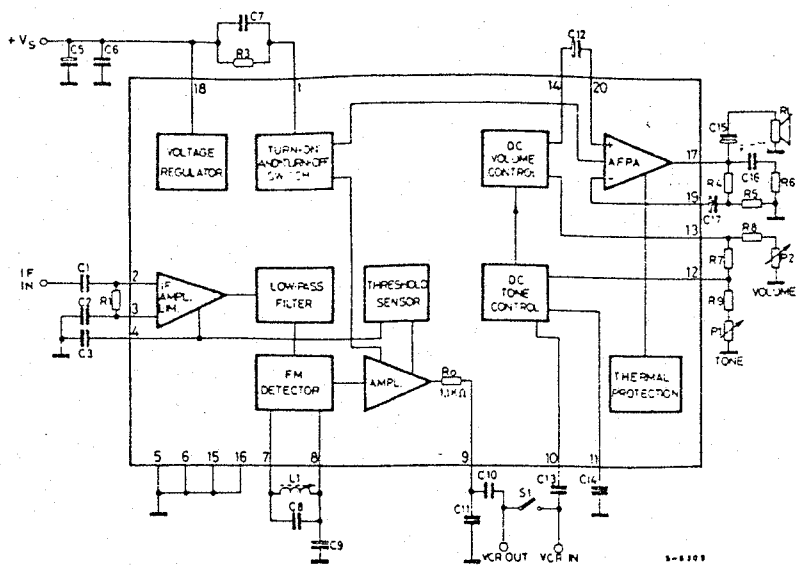 C7
+ VS
C5
C6
R3
C12
18
1
14
20
VOLTAGE
REGULATOR
TURN-ON
AND TURN-OFF
SWITCH
DC
VOLUME
CONTROL
+
AFPA
-
17
C15
RL
C16
R4
R6
19
C17
R5
13
R8
R7
P2
VOLUME
12
R9
P1
TONE
IF
IN
C1
2
R1
C2
3
4
C3
IF
AMPL.
LIM.
LOW-PASS
FILTER
THRESHOLD
SENSOR
DC
TONE
CONTROL
FM
DETECTOR
AMPL.
Ro
1.1KΩ
THERMAL
PROTECTION
5
6
15
16
7
8
9
10
11
L1
C8
C9
C10
C11
S1
C13
C14
VCR OUT
VCR IN